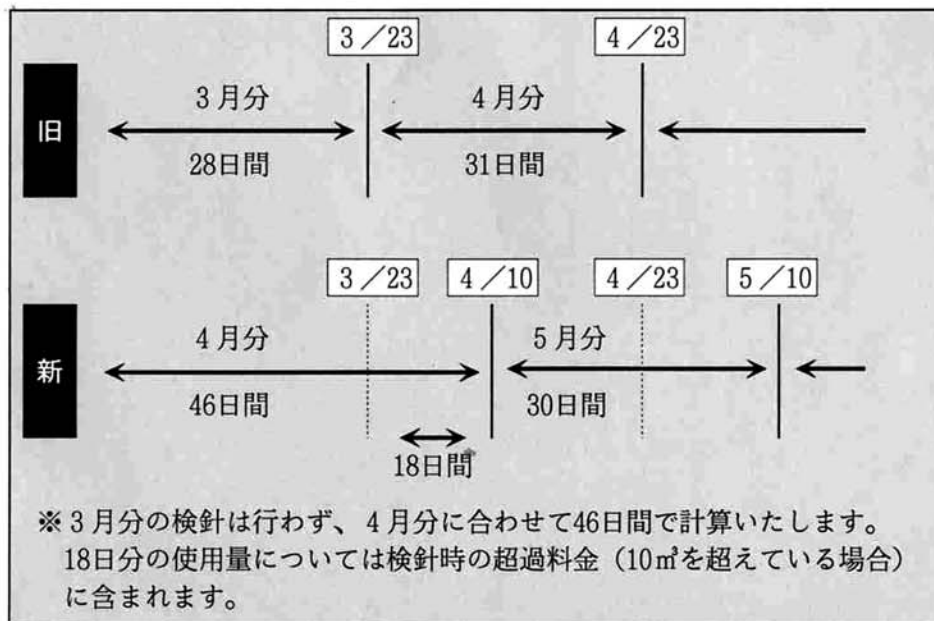 3/23 4/23
旧
3月分 4月分
28日間 31日間
3/23 4/10 4/23 5/10
新
4月分 5月分
46日間 30日間
18日間
※3月分の検針は行わず、4月分に合わせて46日間で計算いたします。
18日分の使用量については検針時の超過料金(10㎥を超えている場合)
に含まれます。